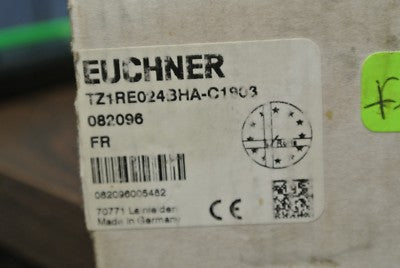 EUCHNER
TZ1RE024BHA-C1803
082096
FR
082096005482
70771 Leinfelden
Made in Germany
CE